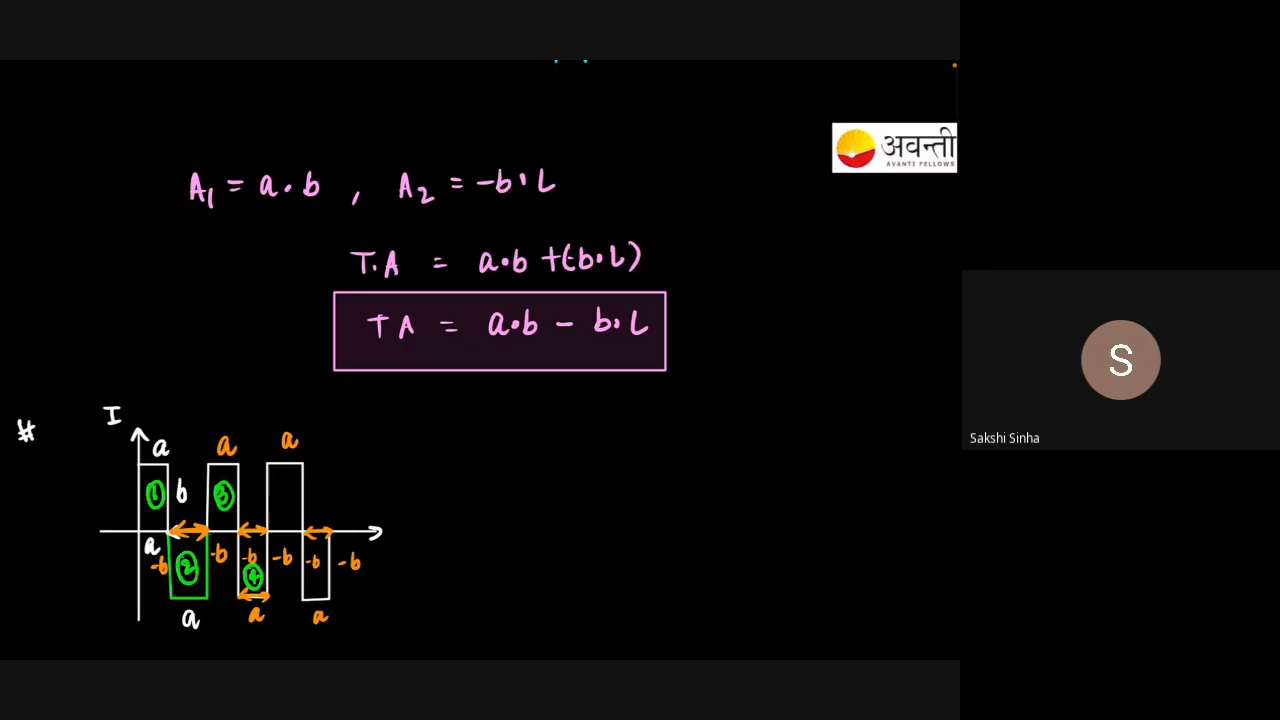 अवन्ती
AVANTI FELLOWS
A₁ = a·b , A₂ = -b·L
T.A = a·b +(-b·L)
TA = a·b - b·L
# I
a a a
① b ③
a
-b ② -b -b ④ -b -b -b
a a a
S
Sakshi Sinha